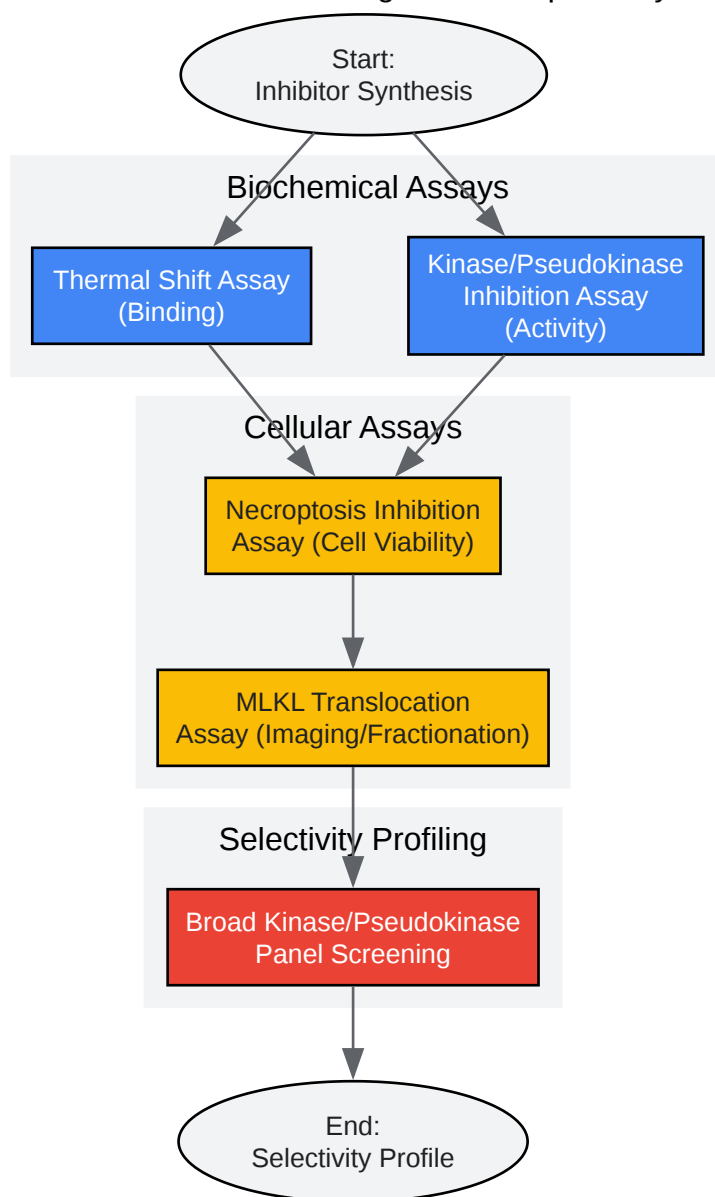 Start:
Inhibitor Synthesis
Biochemical Assays
Thermal Shift Assay
(Binding)
Kinase/Pseudokinase
Inhibition Assay
(Activity)
Cellular Assays
Necroptosis Inhibition
Assay (Cell Viability)
MLKL Translocation
Assay (Imaging/Fractionation)
Selectivity Profiling
Broad Kinase/Pseudokinase
Panel Screening
End:
Selectivity Profile